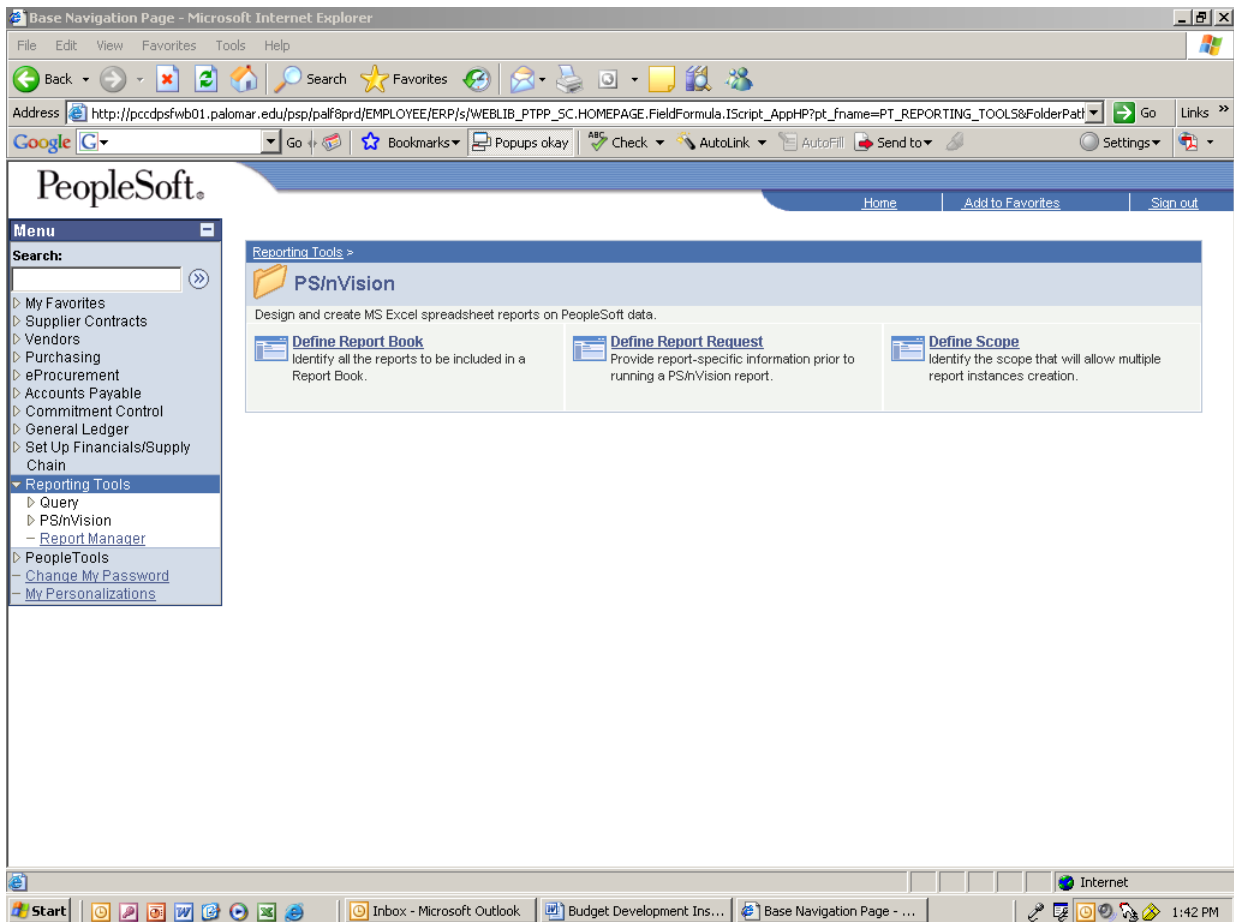 Base Navigation Page - Microsoft Internet Explorer
File Edit View Favorites Tools Help
Back Search Favorites
Address http://pccdpsfwb01.palomar.edu/psp/palf8prd/EMPLOYEE/ERP/s/WEBLIB_PTPP_SC.HOMEPAGE.FieldFormula.IScript_AppHP?pt_fname=PT_REPORTING_TOOLS&FolderPath Go Links »
Google G Go Bookmarks Popups okay ABC Check AutoLink AutoFill Send to Settings
PeopleSoft®
Home Add to Favorites Sign out
Menu
Search:
My Favorites
Supplier Contracts
Vendors
Purchasing
eProcurement
Accounts Payable
Commitment Control
General Ledger
Set Up Financials/Supply
Chain
Reporting Tools
Query
PS/nVision
– Report Manager
PeopleTools
– Change My Password
– My Personalizations
Reporting Tools >
PS/nVision
Design and create MS Excel spreadsheet reports on PeopleSoft data.
Define Report Book
Identify all the reports to be included in a
Report Book.
Define Report Request
Provide report-specific information prior to
running a PS/nVision report.
Define Scope
Identify the scope that will allow multiple
report instances creation.
Internet
Start Inbox - Microsoft Outlook Budget Development Ins... Base Navigation Page - ... 1:42 PM